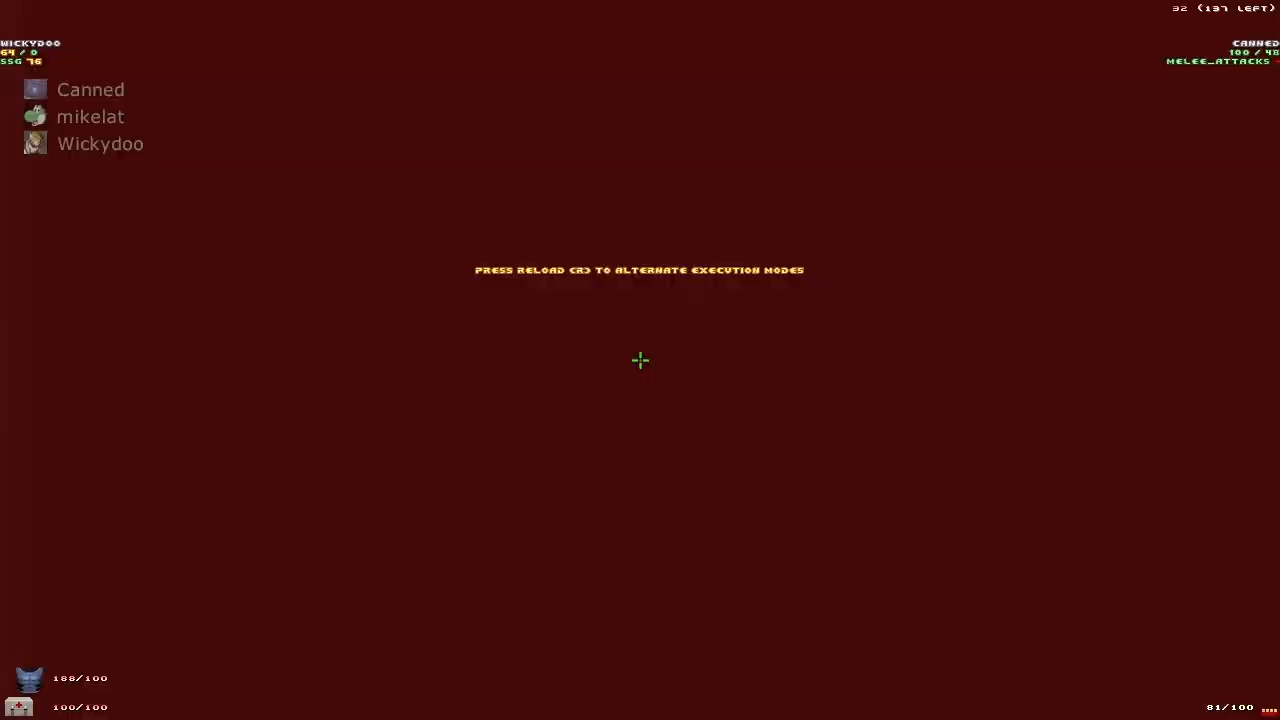 32 (137 LEFT)
WICKYDOO
64 / 0
SSG 76
CANNED
100 / 48
MELEE_ATTACKS
Canned
mikelat
Wickydoo
PRESS RELOAD (R) TO ALTERNATE EXECUTION MODES
188/100
100/100
81/100